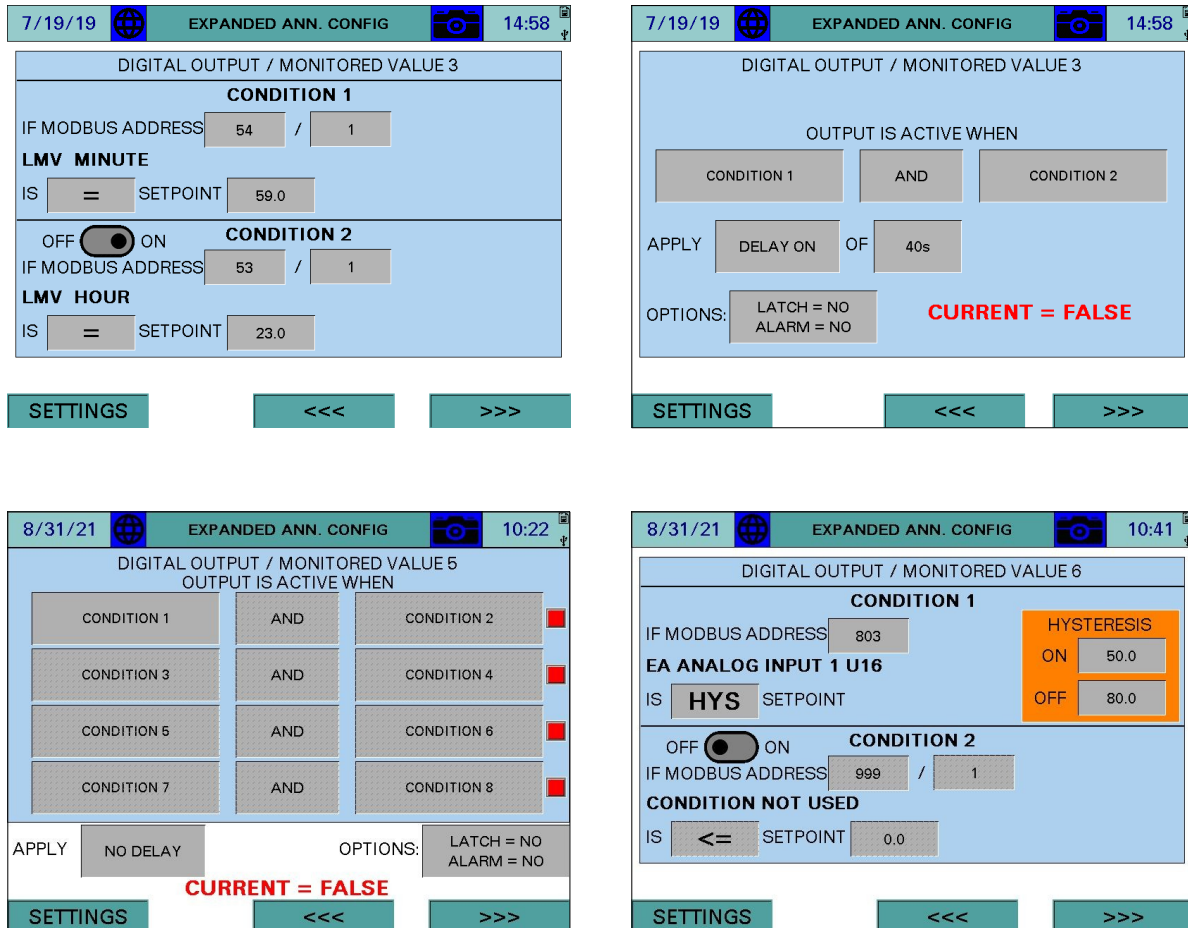 7/19/19 EXPANDED ANN. CONFIG 14:58
DIGITAL OUTPUT / MONITORED VALUE 3
CONDITION 1
IF MODBUS ADDRESS 54 / 1
LMV MINUTE
IS = SETPOINT 59.0
OFF ON CONDITION 2
IF MODBUS ADDRESS 53 / 1
LMV HOUR
IS = SETPOINT 23.0
SETTINGS <<< >>>
7/19/19 EXPANDED ANN. CONFIG 14:58
DIGITAL OUTPUT / MONITORED VALUE 3
OUTPUT IS ACTIVE WHEN
CONDITION 1 AND CONDITION 2
APPLY DELAY ON OF 40s
OPTIONS: LATCH = NO
ALARM = NO
CURRENT = FALSE
SETTINGS <<< >>>
8/31/21 EXPANDED ANN. CONFIG 10:22
DIGITAL OUTPUT / MONITORED VALUE 5
OUTPUT IS ACTIVE WHEN
CONDITION 1 AND CONDITION 2
CONDITION 3 AND CONDITION 4
CONDITION 5 AND CONDITION 6
CONDITION 7 AND CONDITION 8
APPLY NO DELAY OPTIONS: LATCH = NO
ALARM = NO
CURRENT = FALSE
SETTINGS <<< >>>
8/31/21 EXPANDED ANN. CONFIG 10:41
DIGITAL OUTPUT / MONITORED VALUE 6
CONDITION 1
IF MODBUS ADDRESS 803
EA ANALOG INPUT 1 U16
IS HYS SETPOINT
HYSTERESIS
ON 50.0
OFF 80.0
OFF ON CONDITION 2
IF MODBUS ADDRESS 999 / 1
CONDITION NOT USED
IS <= SETPOINT 0.0
SETTINGS <<< >>>